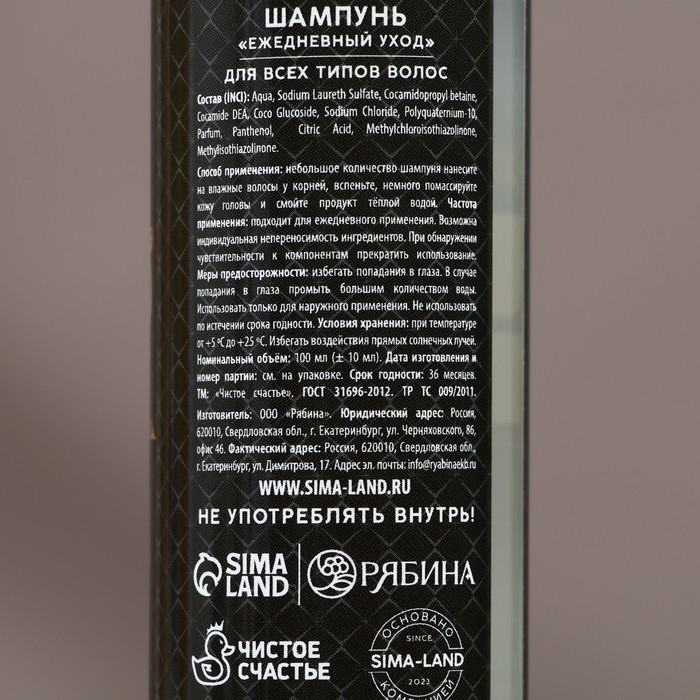 ШАМПУНЬ
«ЕЖЕДНЕВНЫЙ УХОД»
ДЛЯ ВСЕХ ТИПОВ ВОЛОС
Состав (INCI): Aqua, Sodium Laureth Sulfate, Cocamidopropyl betaine,
Cocamide DEA, Coco Glucoside, Sodium Chloride, Polyquaternium-10,
Parfum, Panthenol, Citric Acid, Methylchloroisothiazolinone,
Methylisothiazolinone.
Способ применения: небольшое количество шампуня нанесите
на влажные волосы у корней, вспеньте, немного помассируйте
кожу головы и смойте продукт тёплой водой. Частота
применения: подходит для ежедневного применения. Возможна
индивидуальная непереносимость ингредиентов. При обнаружении
чувствительности к компонентам прекратить использование.
Меры предосторожности: избегать попадания в глаза. В случае
попадания в глаза промыть большим количеством воды.
Использовать только для наружного применения. Не использовать
по истечении срока годности. Условия хранения: при температуре
от +5 ºС до +25 ºС. Избегать воздействия прямых солнечных лучей.
Номинальный объём: 100 мл (± 10 мл). Дата изготовления и
номер партии: см. на упаковке. Срок годности: 36 месяцев.
ТМ: «Чистое счастье». ГОСТ 31696-2012. ТР ТС 009/2011.
Изготовитель: ООО «Рябина». Юридический адрес: Россия,
620010, Свердловская обл., г. Екатеринбург, ул. Черняховского, 86,
офис 46. Фактический адрес: Россия, 620010, Свердловская обл.,
г. Екатеринбург, ул. Димитрова, 17. Адрес эл. почты: info@ryabinaekb.ru
WWW.SIMA-LAND.RU
НЕ УПОТРЕБЛЯТЬ ВНУТРЬ!
SIMA
LAND
РЯБИНА
ЧИСТОЕ
СЧАСТЬЕ
ОСНОВАНО
SINCE
SIMA-LAND
2023
КОМПАНИЕЙ